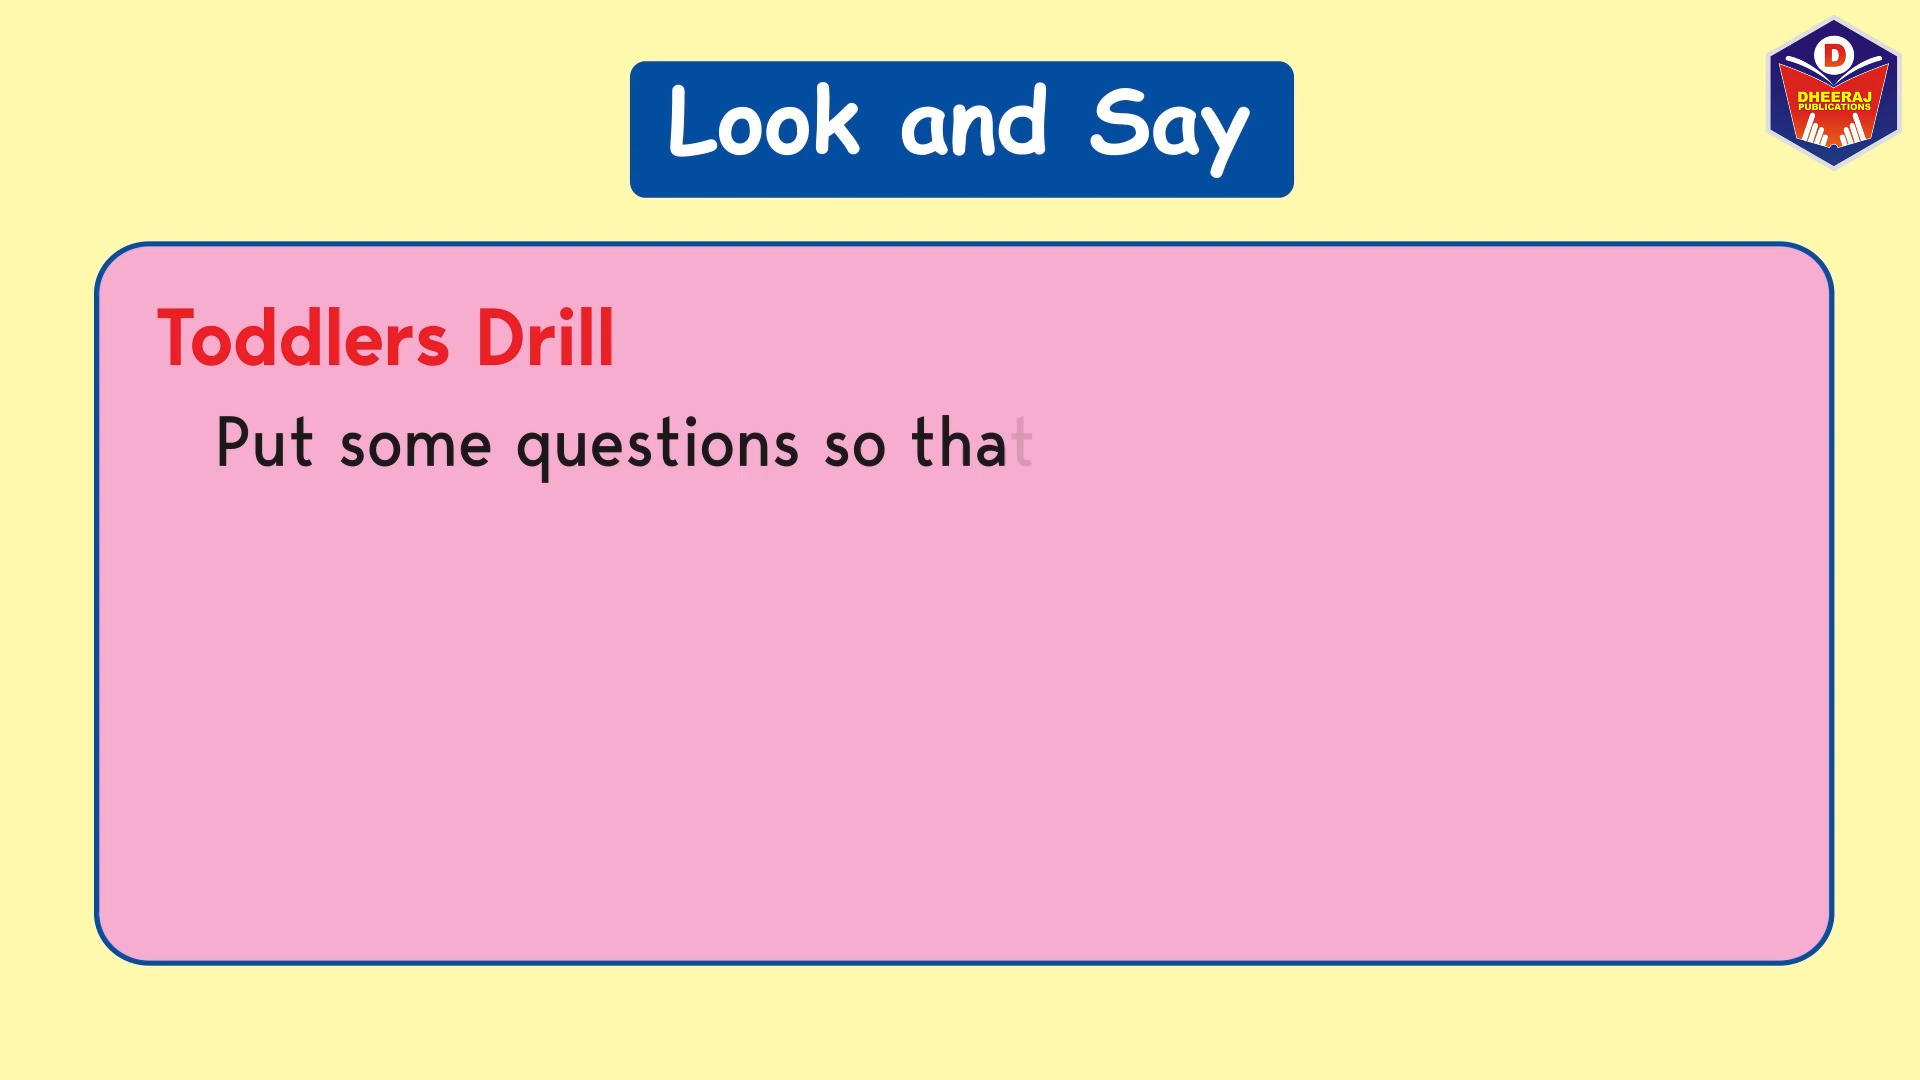 Look and Say
D
DHEERAJ
PUBLICATIONS
Toddlers Drill
Put some questions so that